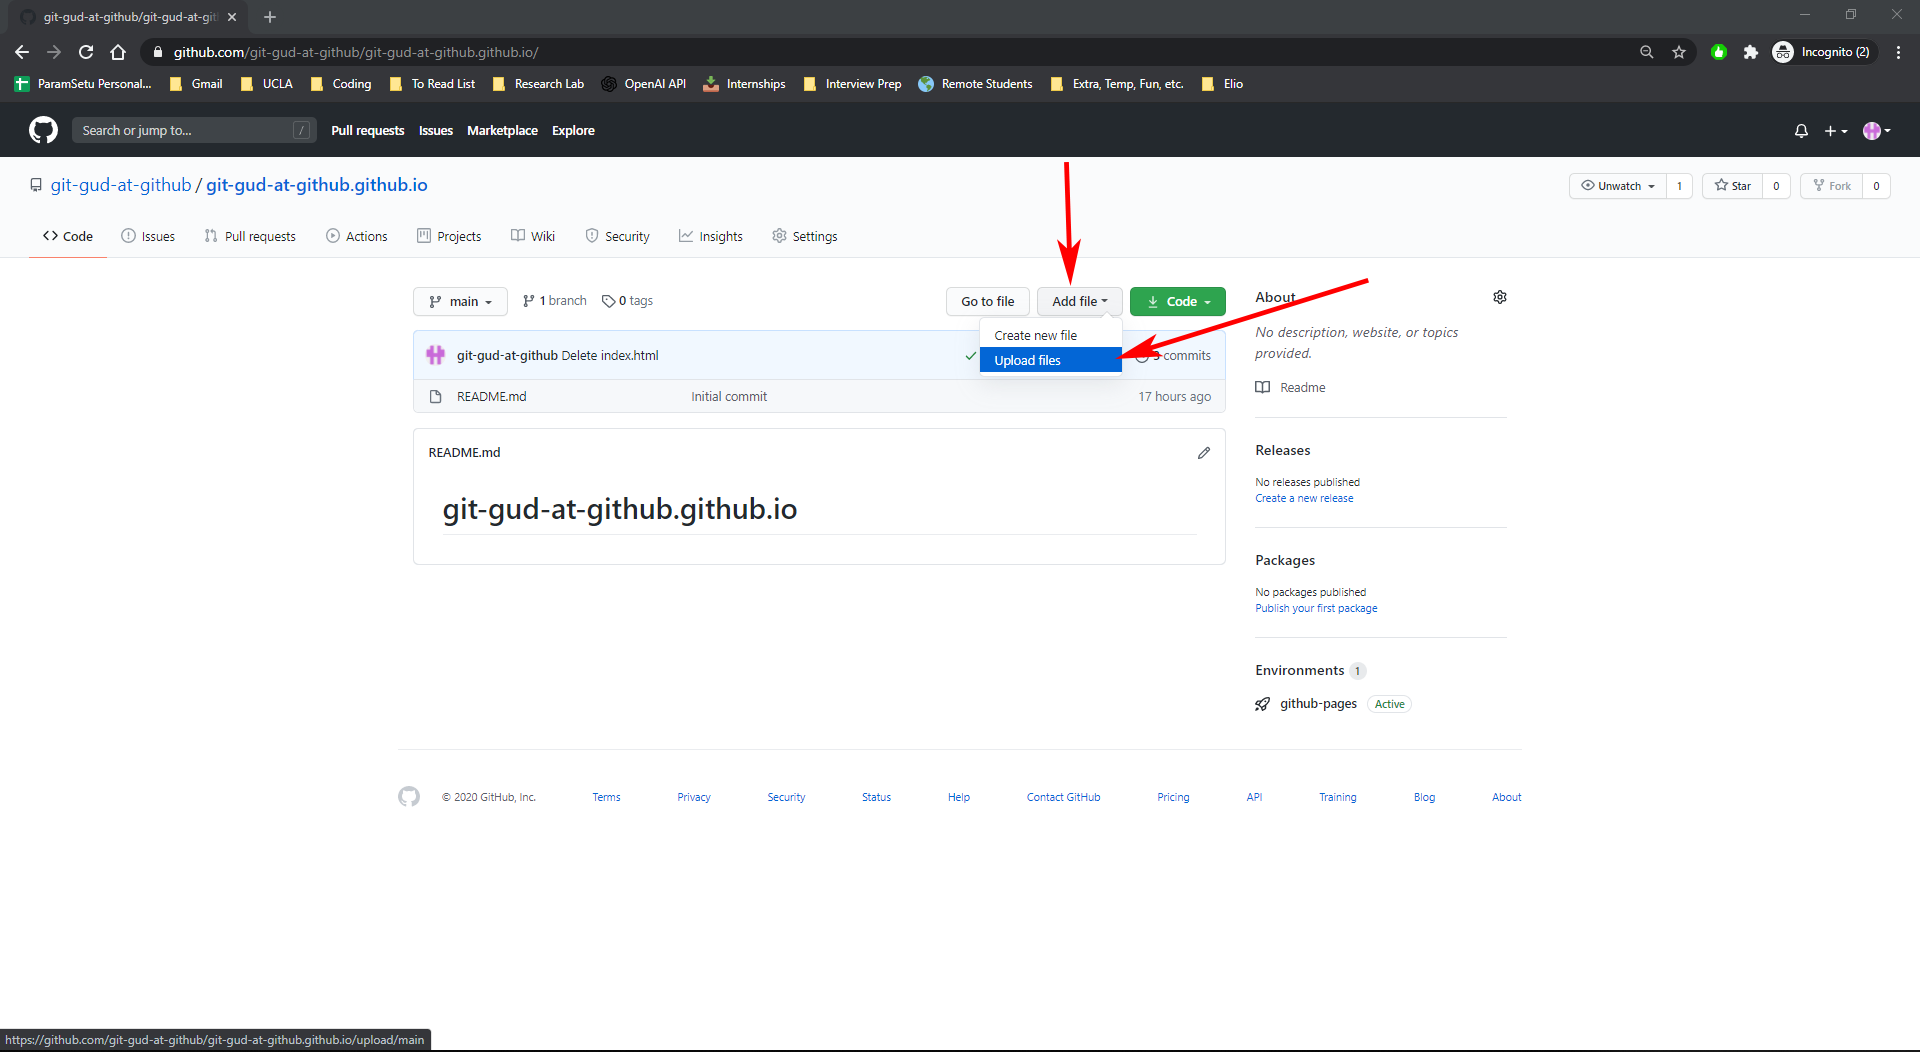 git-gud-at-github/git-gud-at-git
github.com/git-gud-at-github/git-gud-at-github.github.io/
Incognito (2)
ParamSetu Personal... Gmail UCLA Coding To Read List Research Lab OpenAI API Internships Interview Prep Remote Students Extra, Temp, Fun, etc. Elio
Search or jump to... / Pull requests Issues Marketplace Explore
git-gud-at-github / git-gud-at-github.github.io
Unwatch 1 Star 0 Fork 0
Code Issues Pull requests Actions Projects Wiki Security Insights Settings
main 1 branch 0 tags Go to file Add file Code
Create new file
Upload files
git-gud-at-github Delete index.html commits
README.md Initial commit 17 hours ago
README.md
git-gud-at-github.github.io
About
No description, website, or topics
provided.
Readme
Releases
No releases published
Create a new release
Packages
No packages published
Publish your first package
Environments 1
github-pages Active
© 2020 GitHub, Inc. Terms Privacy Security Status Help Contact GitHub Pricing API Training Blog About
https://github.com/git-gud-at-github/git-gud-at-github.github.io/upload/main